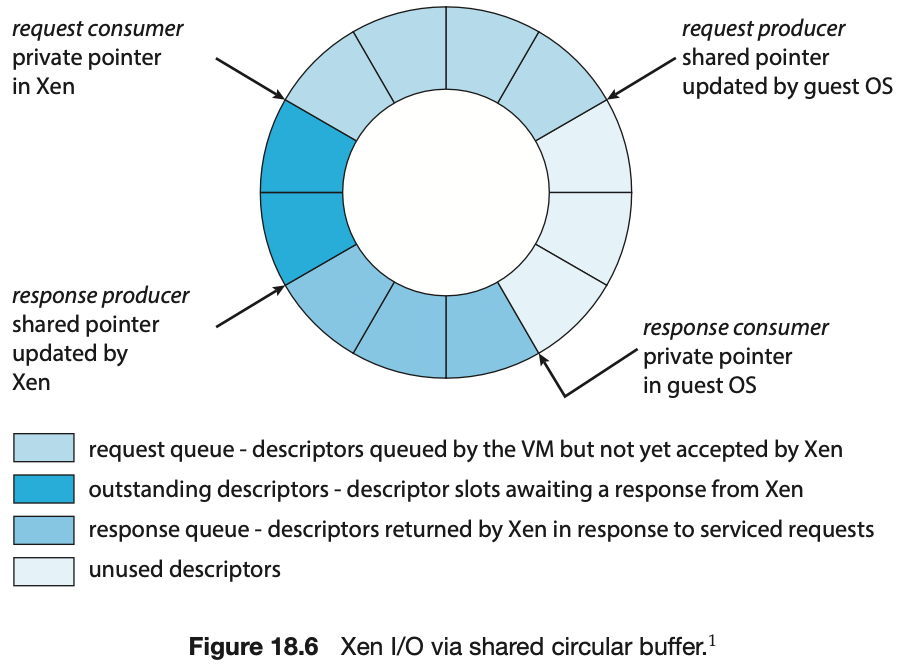 request consumer
private pointer
in Xen
request producer
shared pointer
updated by guest OS
response producer
shared pointer
updated by
Xen
response consumer
private pointer
in guest OS
request queue - descriptors queued by the VM but not yet accepted by Xen
outstanding descriptors - descriptor slots awaiting a response from Xen
response queue - descriptors returned by Xen in response to serviced requests
unused descriptors
Figure 18.6 Xen I/O via shared circular buffer.¹